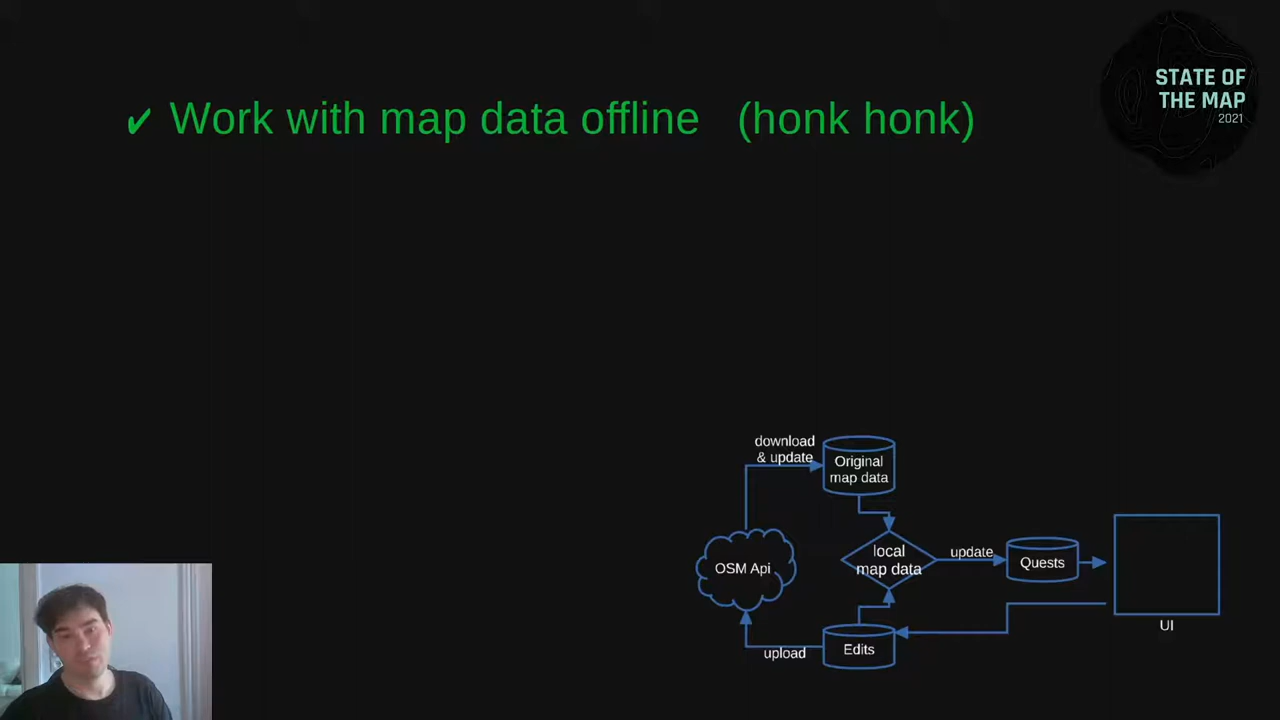 ✔ Work with map data offline (honk honk)
STATE OF
THE MAP
2021
download
& update
Original
map data
OSM Api
local
map data
update
Quests
upload
Edits
UI